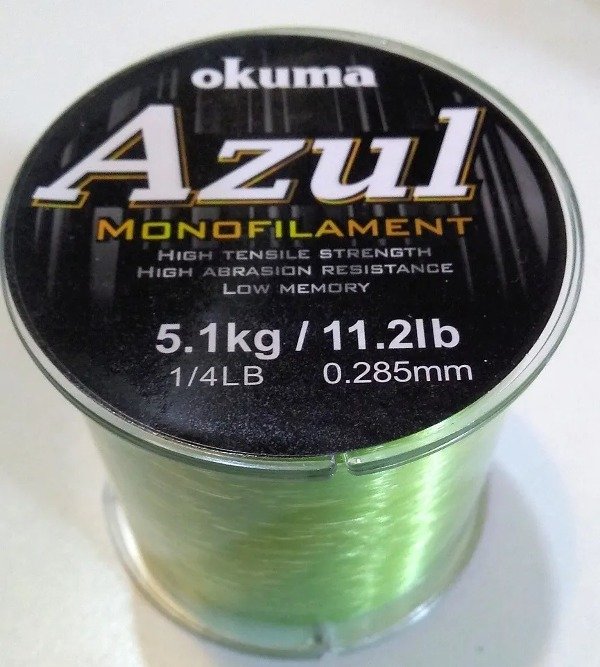 okuma
Azul
MONOFILAMENT
HIGH TENSILE STRENGTH
HIGH ABRASION RESISTANCE
LOW MEMORY
5.1kg / 11.2lb
1/4LB 0.285mm